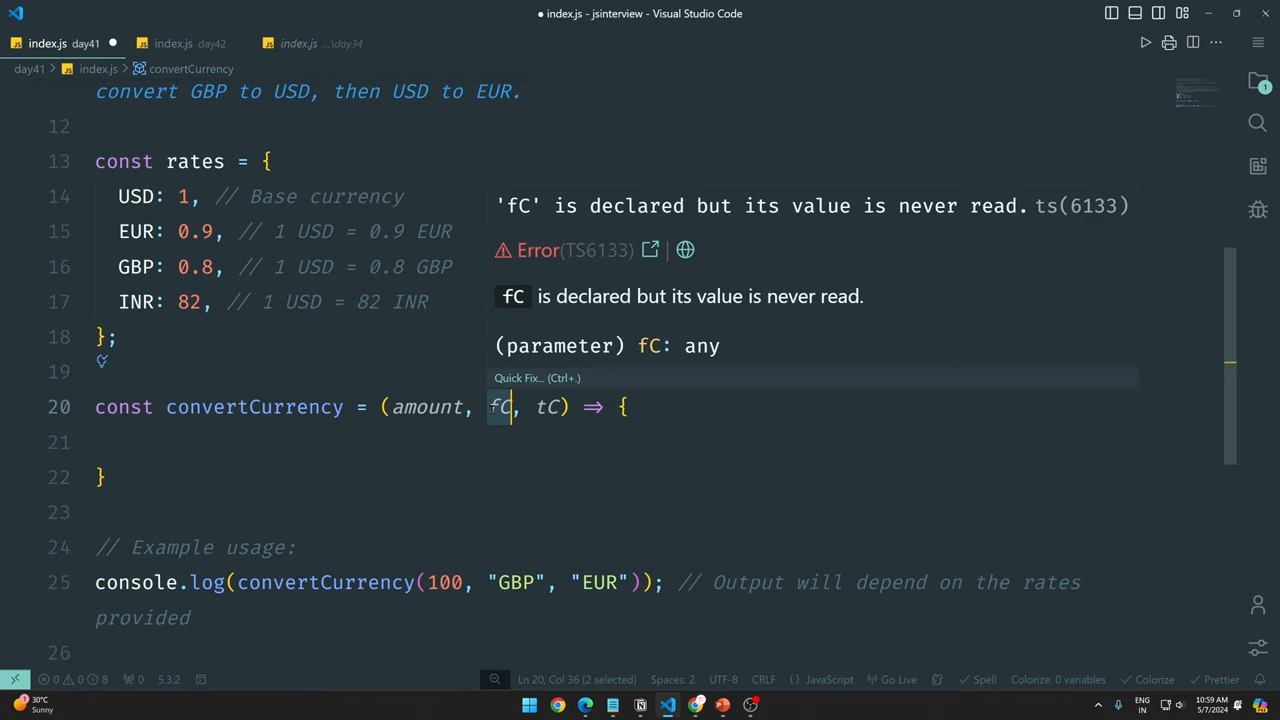 index.js - jsinterview - Visual Studio Code
index.js day41 index.js day42 index.js ...\day34
day41 › index.js › convertCurrency
convert GBP to USD, then USD to EUR.
12
13 const rates = {
14 USD: 1, // Base currency
15 EUR: 0.9, // 1 USD = 0.9 EUR
16 GBP: 0.8, // 1 USD = 0.8 GBP
17 INR: 82, // 1 USD = 82 INR
18 };
19
'fC' is declared but its value is never read. ts(6133)
Error(TS6133) |
fC is declared but its value is never read.
(parameter) fC: any
Quick Fix... (Ctrl+.)
20 const convertCurrency = (amount, fC, tC) => {
21
22 }
23
24 // Example usage:
25 console.log(convertCurrency(100, "GBP", "EUR")); // Output will depend on the rates
provided
26
0 0 8 0 5.3.2 Ln 20, Col 36 (2 selected) Spaces: 2 UTF-8 CRLF {} JavaScript Go Live Spell Colorize: 0 variables Colorize Prettier
30°C
Sunny
ENG
IN
10:59 AM
5/7/2024